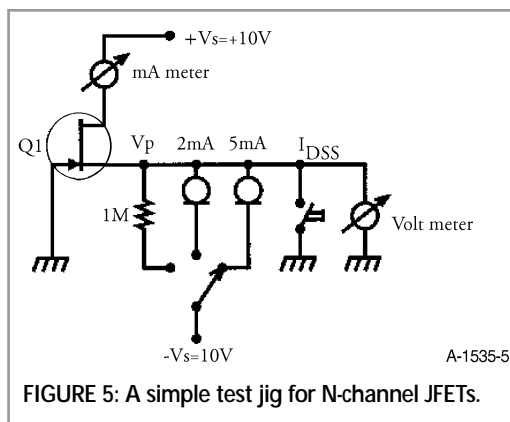 +Vs=+10V
mA meter
Q1
Vp
2mA
5mA
IDSS
1M
Volt meter
-Vs=10V
A-1535-5
FIGURE 5: A simple test jig for N-channel JFETs.